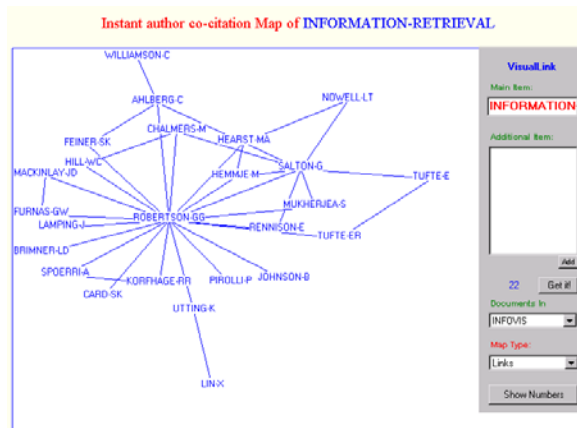 Instant author co-citation Map of INFORMATION-RETRIEVAL
WILLIAMSON-C
AHLBERG-C
NOWELL-LT
CHALMERS-M
FEINER-SK
HEARST-MA
HILL-WC
SALTON-G
MACKINLAY-JD
HEMMJE-M
TUFTE-E
MUKHERJEA-S
FURNAS-GW
ROBERTSON-GG
LAMPING-J
RENNISON-E
TUFTE-ER
BRIMNER-LD
SPOERRI-A
KORFHAGE-RR
PIROLLI-P
JOHNSON-B
CARD-SK
UTTING-K
LIN-X
VisualLink
Main Item:
INFORMATION-
Additional Item:
Add
22
Get it!
Documents In
INFOVIS
Map Type:
Links
Show Numbers